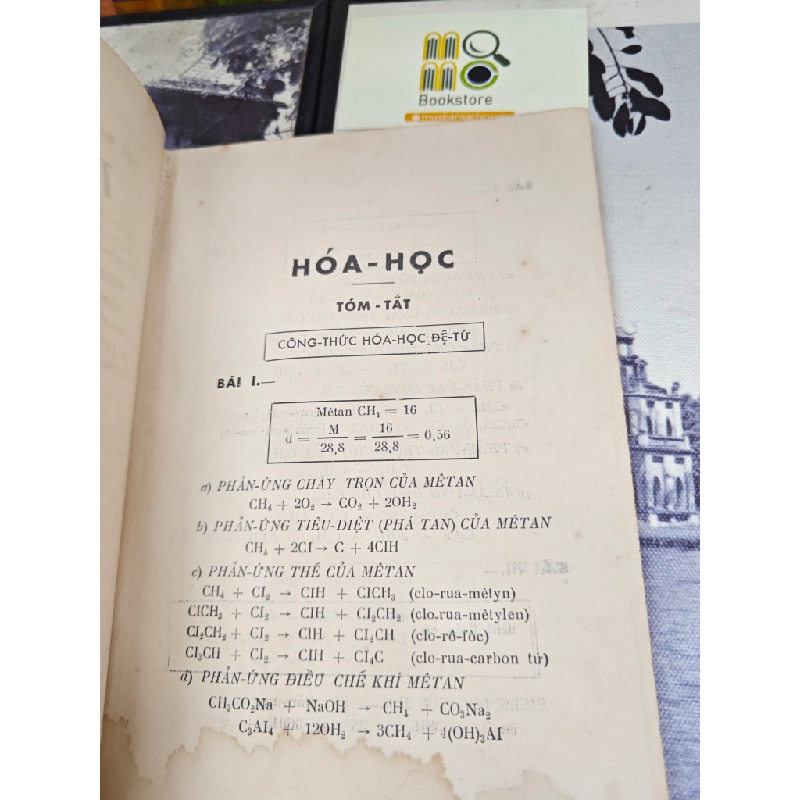 Bookstore
HÓA-HỌC
TÓM-TẮT
CÔNG-THỨC HÓA-HỌC ĐỆ-TỨ
BÀI I.—
Mêtan CH₄ = 16
d = M/28,8 = 16/28,8 = 0,56
a) PHẢN-ỨNG CHÁY TRỌN CỦA MÊTAN
CH₄ + 2O₂ → CO₂ + 2OH₂
b) PHẢN-ỨNG TIÊU-DIỆT (PHÁ TAN) CỦA MÊTAN
CH₄ + 2Cl → C + 4ClH
c) PHẢN-ỨNG THẾ CỦA MÊTAN
CH₄ + Cl₂ → ClH + ClCH₃ (clo-rua-mêtyn)
ClCH₃ + Cl₂ → ClH + Cl₂CH₂ (clo.rua-mêtylen)
Cl₂CH₂ + Cl₂ → ClH + Cl₃CH (clo-rô-fôc)
Cl₃CH + Cl₂ → ClH + Cl₄C (clo-rua-carbon tứ)
d) PHẢN-ỨNG ĐIỀU CHẾ KHÍ MÊTAN
CH₃CO₂Na + NaOH → CH₄ + CO₃Na₂
C₃Al₄ + 12OH₂ → 3CH₄ + 4(OH)₃Al